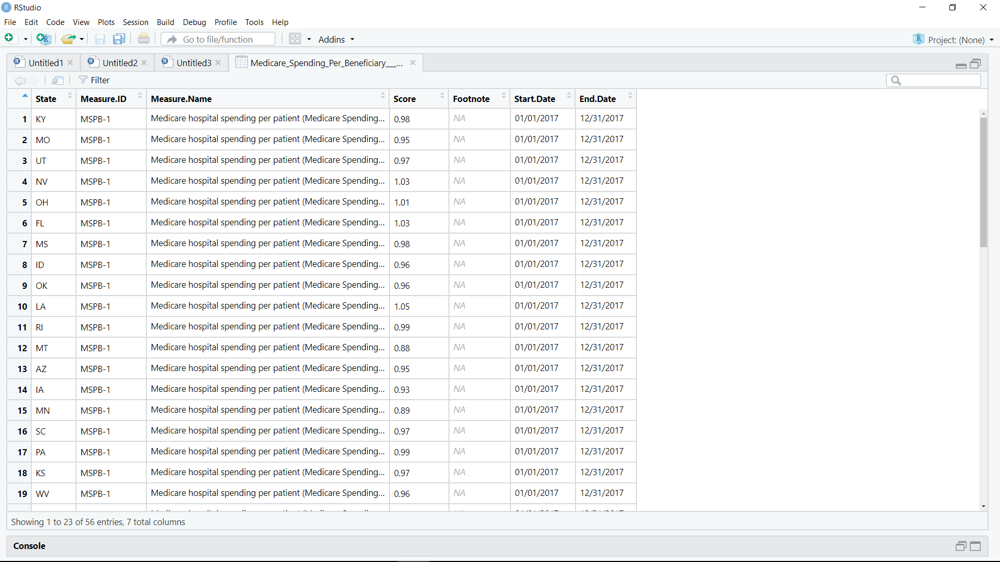 RStudio
File Edit Code View Plots Session Build Debug Profile Tools Help
Go to file/function Addins Project: (None)
Untitled1 Untitled2 Untitled3 Medicare_Spending_Per_Beneficiary__...
Filter
State Measure.ID Measure.Name Score Footnote Start.Date End.Date
1 KY MSPB-1 Medicare hospital spending per patient (Medicare Spending... 0.98 NA 01/01/2017 12/31/2017
2 MO MSPB-1 Medicare hospital spending per patient (Medicare Spending... 0.95 NA 01/01/2017 12/31/2017
3 UT MSPB-1 Medicare hospital spending per patient (Medicare Spending... 0.97 NA 01/01/2017 12/31/2017
4 NV MSPB-1 Medicare hospital spending per patient (Medicare Spending... 1.03 NA 01/01/2017 12/31/2017
5 OH MSPB-1 Medicare hospital spending per patient (Medicare Spending... 1.01 NA 01/01/2017 12/31/2017
6 FL MSPB-1 Medicare hospital spending per patient (Medicare Spending... 1.03 NA 01/01/2017 12/31/2017
7 MS MSPB-1 Medicare hospital spending per patient (Medicare Spending... 0.98 NA 01/01/2017 12/31/2017
8 ID MSPB-1 Medicare hospital spending per patient (Medicare Spending... 0.96 NA 01/01/2017 12/31/2017
9 OK MSPB-1 Medicare hospital spending per patient (Medicare Spending... 0.96 NA 01/01/2017 12/31/2017
10 LA MSPB-1 Medicare hospital spending per patient (Medicare Spending... 1.05 NA 01/01/2017 12/31/2017
11 RI MSPB-1 Medicare hospital spending per patient (Medicare Spending... 0.99 NA 01/01/2017 12/31/2017
12 MT MSPB-1 Medicare hospital spending per patient (Medicare Spending... 0.88 NA 01/01/2017 12/31/2017
13 AZ MSPB-1 Medicare hospital spending per patient (Medicare Spending... 0.95 NA 01/01/2017 12/31/2017
14 IA MSPB-1 Medicare hospital spending per patient (Medicare Spending... 0.93 NA 01/01/2017 12/31/2017
15 MN MSPB-1 Medicare hospital spending per patient (Medicare Spending... 0.89 NA 01/01/2017 12/31/2017
16 SC MSPB-1 Medicare hospital spending per patient (Medicare Spending... 0.97 NA 01/01/2017 12/31/2017
17 PA MSPB-1 Medicare hospital spending per patient (Medicare Spending... 0.99 NA 01/01/2017 12/31/2017
18 KS MSPB-1 Medicare hospital spending per patient (Medicare Spending... 0.97 NA 01/01/2017 12/31/2017
19 WV MSPB-1 Medicare hospital spending per patient (Medicare Spending... 0.96 NA 01/01/2017 12/31/2017
Showing 1 to 23 of 56 entries, 7 total columns
Console